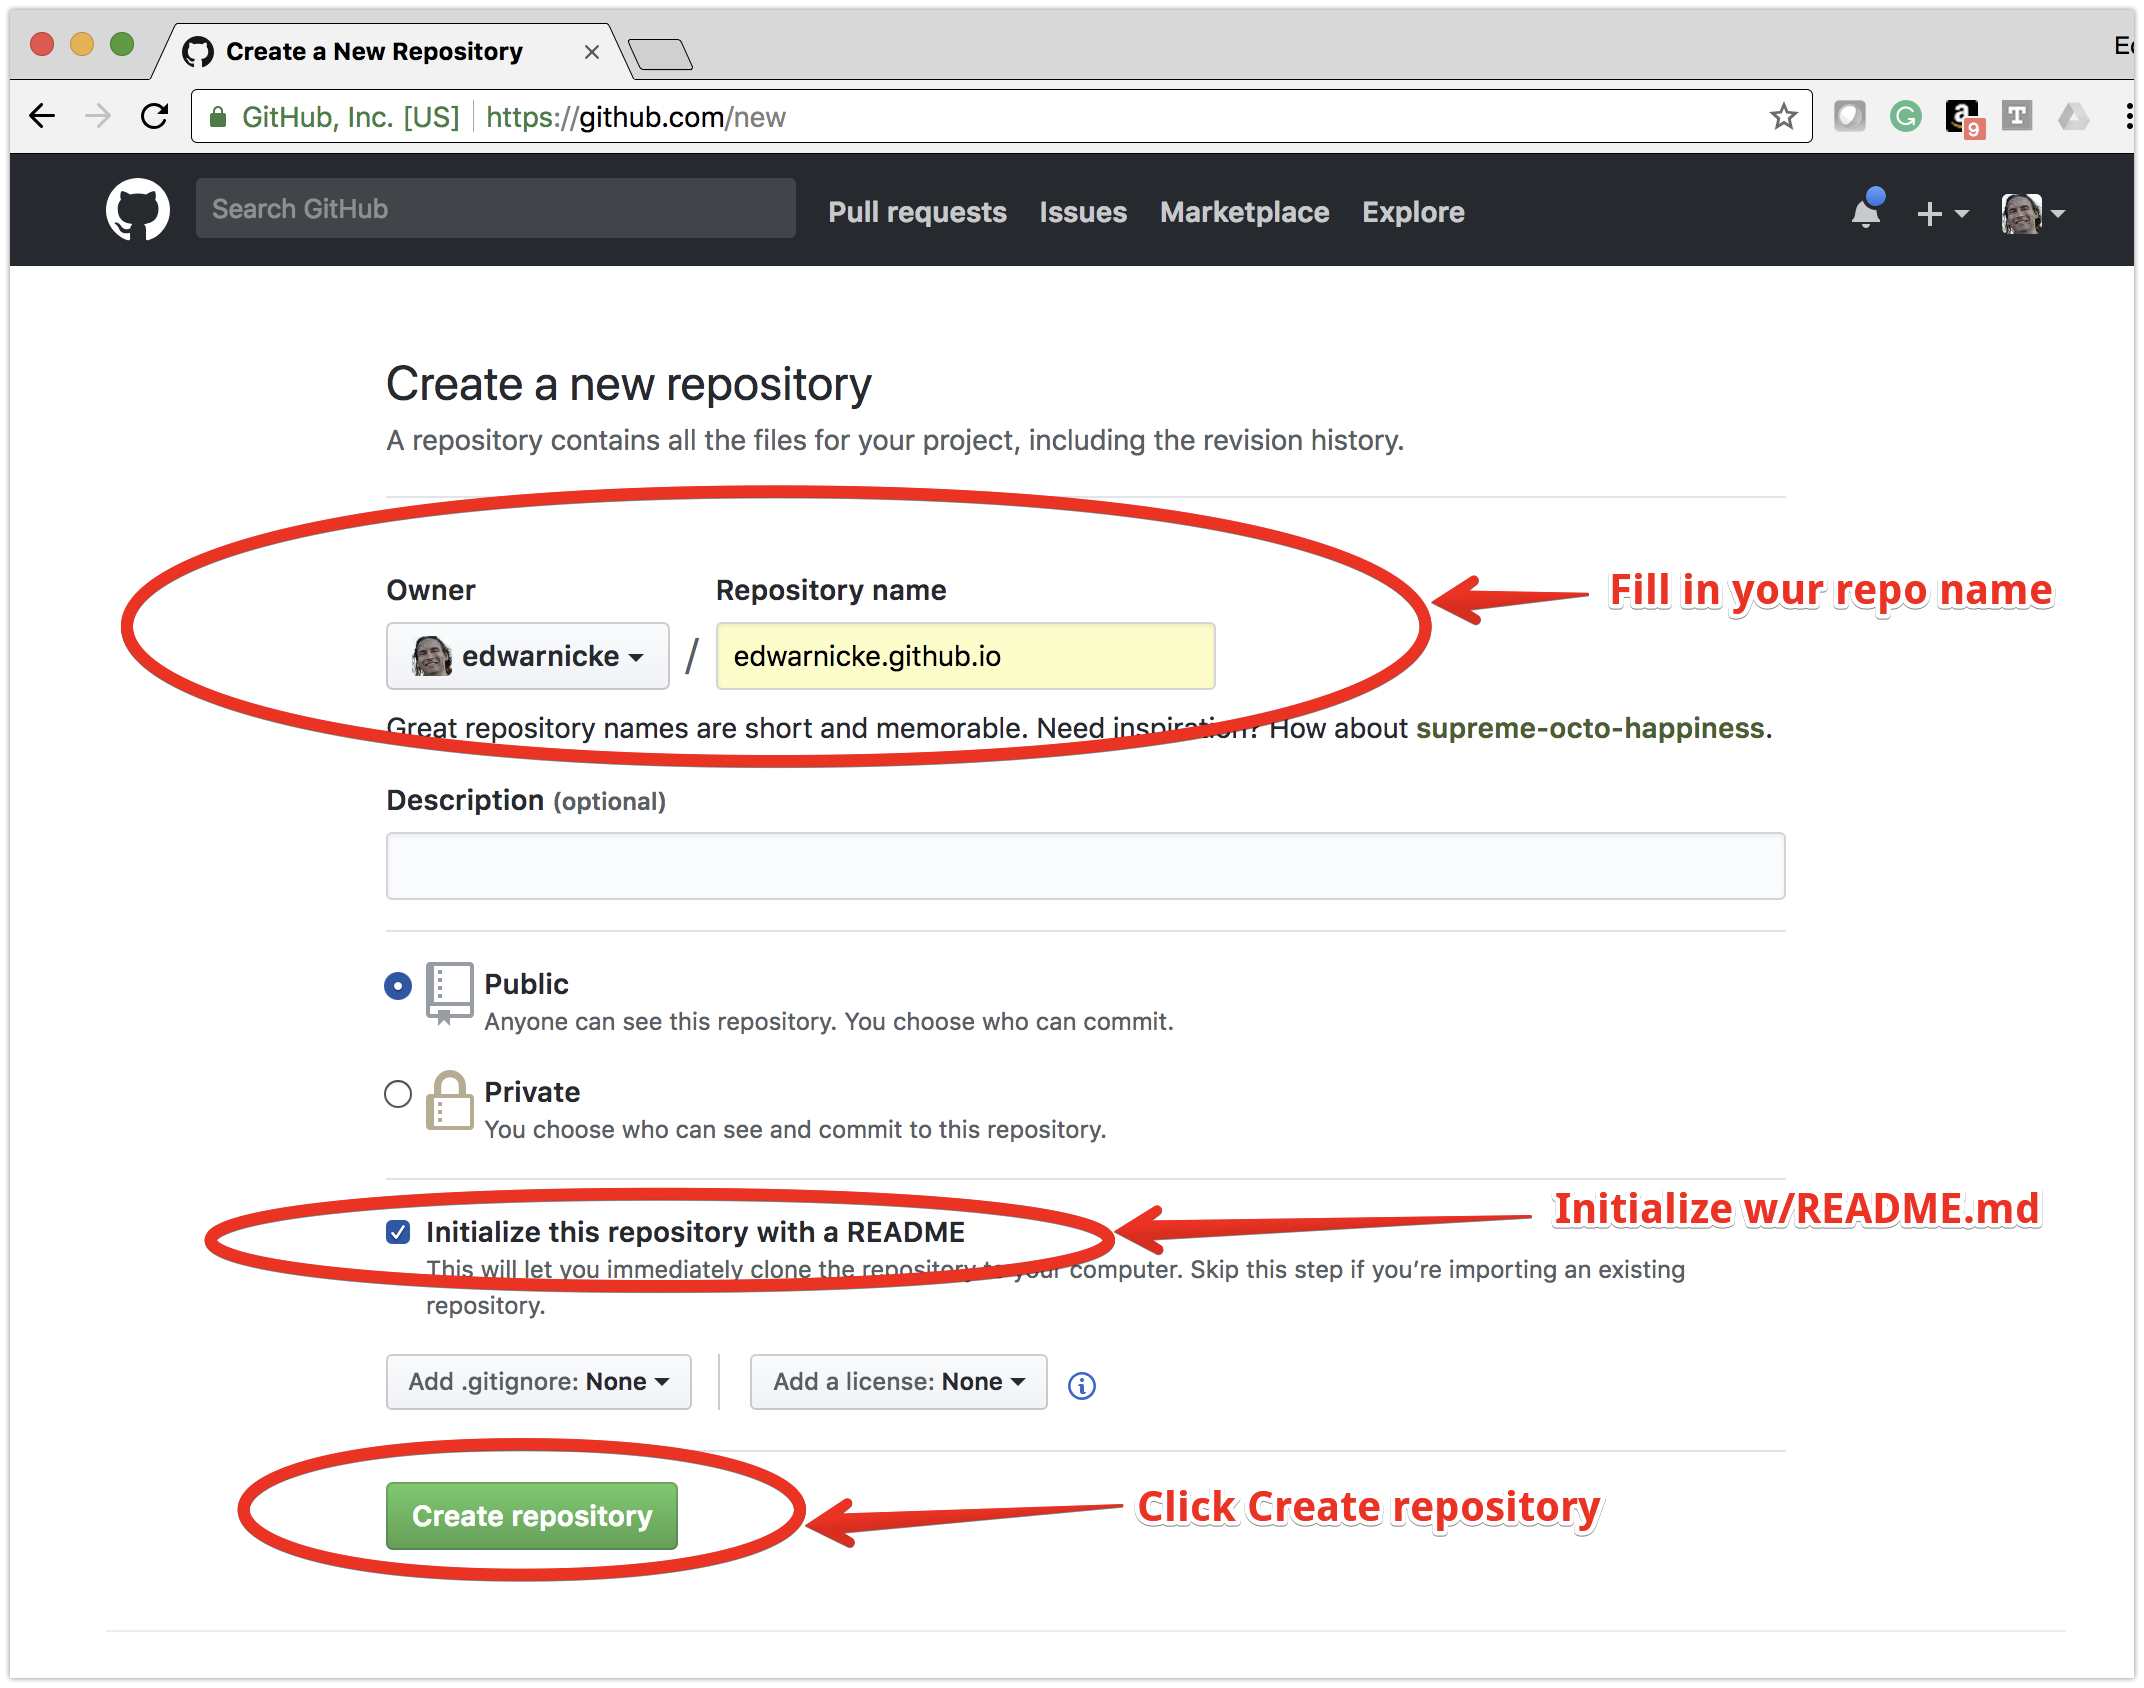 Create a New Repository
GitHub, Inc. [US] https://github.com/new
9
Search GitHub
Pull requests Issues Marketplace Explore
Create a new repository
A repository contains all the files for your project, including the revision history.
Owner Repository name
Fill in your repo name
edwarnicke / edwarnicke.github.io
Great repository names are short and memorable. Need inspiration? How about supreme-octo-happiness.
Description (optional)
Public
Anyone can see this repository. You choose who can commit.
Private
You choose who can see and commit to this repository.
Initialize w/README.md
Initialize this repository with a README
This will let you immediately clone the repository to your computer. Skip this step if you’re importing an existing
repository.
Add .gitignore: None
Add a license: None
Create repository
Click Create repository